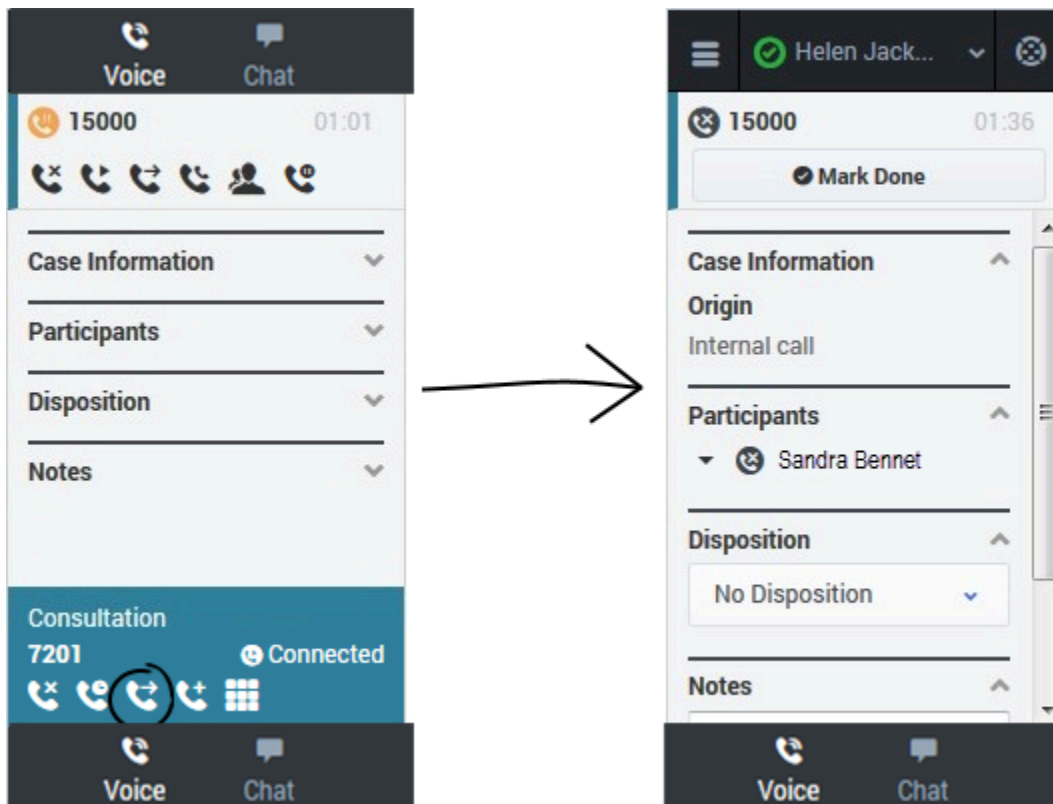 Voice Chat
15000 01:01
Case Information
Participants
Disposition
Notes
Consultation
7201 Connected
Voice Chat
Helen Jack...
15000 01:36
Mark Done
Case Information
Origin
Internal call
Participants
Sandra Bennet
Disposition
No Disposition
Notes
Voice Chat